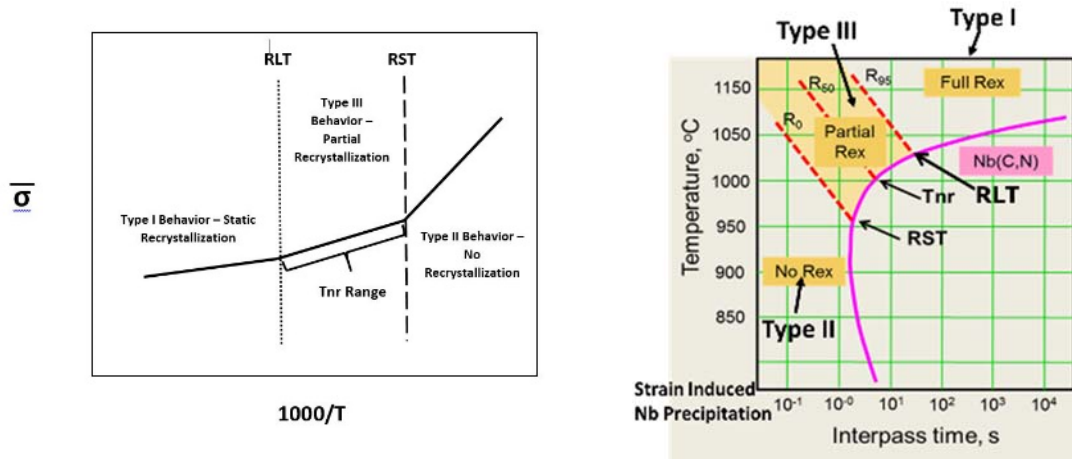 RLT
RST
Type III
Behavior –
Partial
Recrystallization
Type I Behavior – Static
Recrystallization
Type II Behavior –
No
Recrystallization
Tnr Range
σ
1000/T
Type I
Type III
R0
R50
R95
Full Rex
Partial
Rex
Nb(C,N)
Tnr
RLT
RST
No Rex
Type II
Temperature, °C
1150
1050
1000
950
900
850
Strain Induced
Nb Precipitation
10-1 10-0 101 102 103 104
Interpass time, s